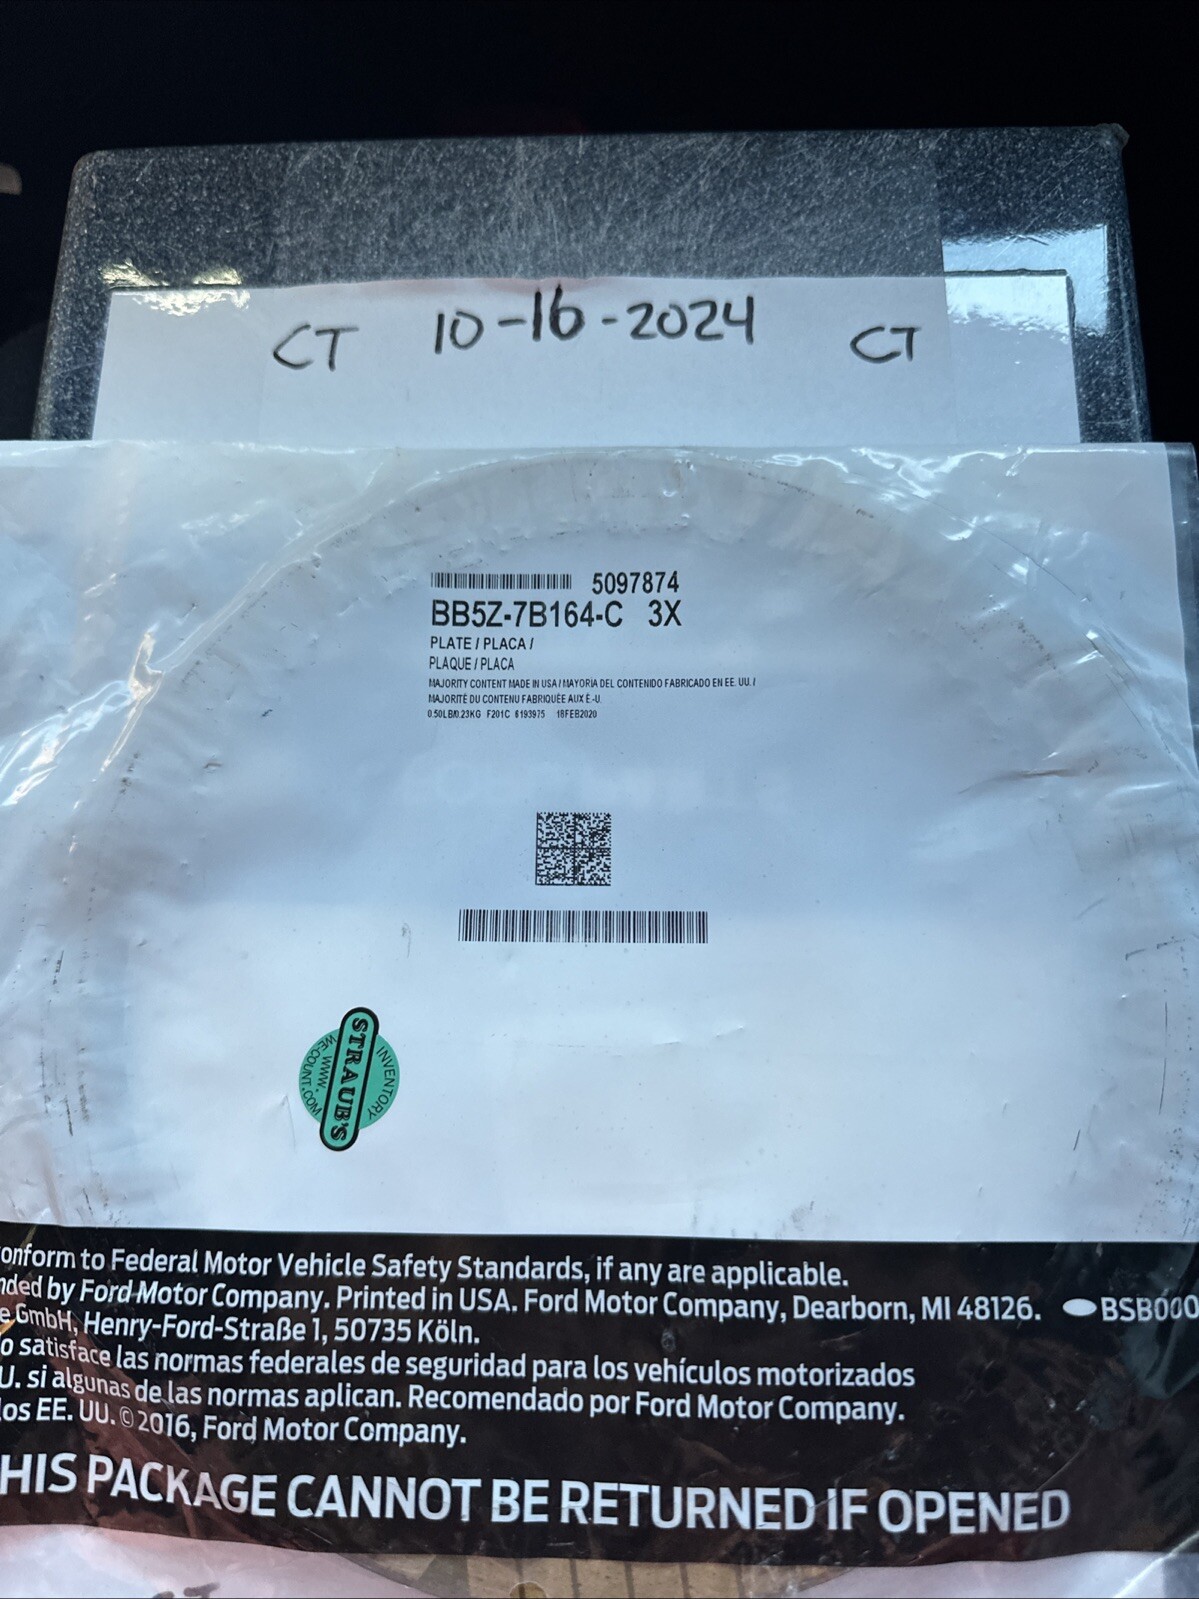 CT 10-16-2024 CT
5097874
BB5Z-7B164-C 3X
PLATE / PLACA /
PLAQUE / PLACA
MAJORITY CONTENT MADE IN USA / MAYORIA DEL CONTENIDO FABRICADO EN EE. UU. /
MAJORITÉ DU CONTENU FABRIQUÉE AUX É.-U.
0.50LB/0.23KG F201C 6193975 18FEB2020
INVENTORY
STRAUB'S
WWW.
WE-COUNT.COM
onform to Federal Motor Vehicle Safety Standards, if any are applicable.
nded by Ford Motor Company. Printed in USA. Ford Motor Company, Dearborn, MI 48126. BSB000
e GmbH, Henry-Ford-Straße 1, 50735 Köln.
o satisface las normas federales de seguridad para los vehículos motorizados
U. si algunas de las normas aplican. Recomendado por Ford Motor Company.
los EE. UU. © 2016, Ford Motor Company.
HIS PACKAGE CANNOT BE RETURNED IF OPENED